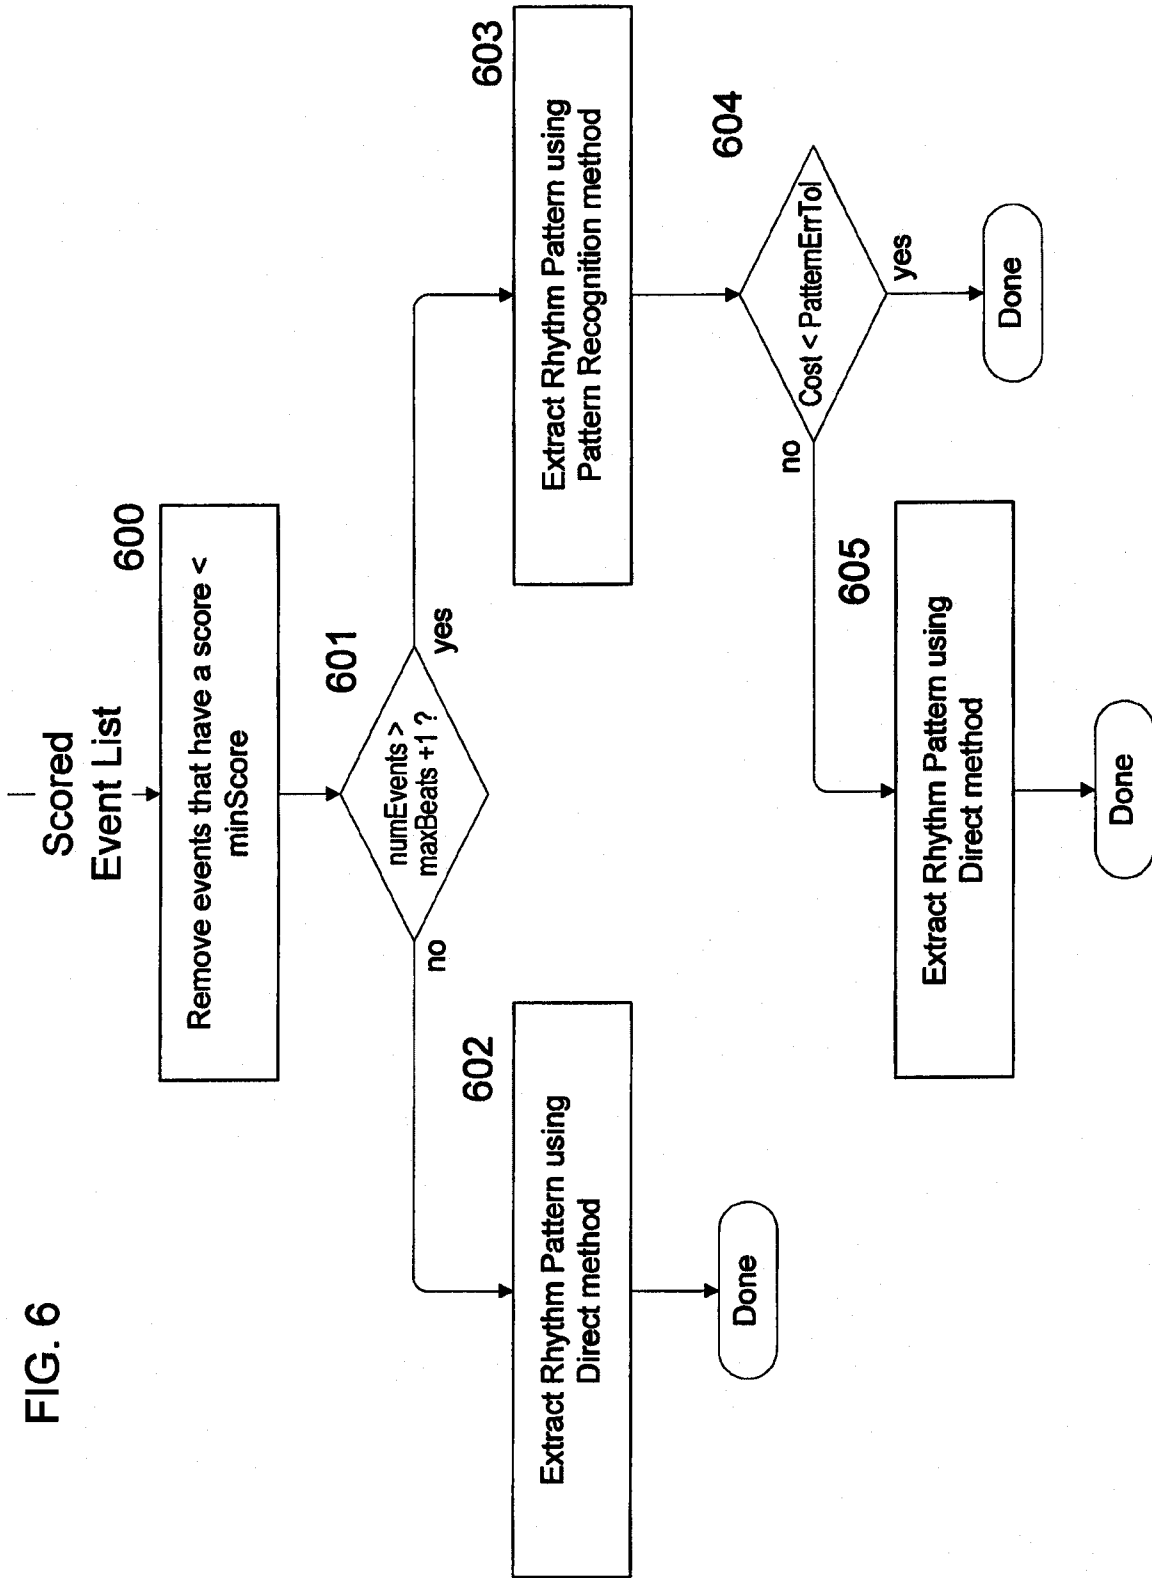 FIG. 6
Scored
Event List
600
Remove events that have a score <
minScore
601
numEvents >
maxBeats +1 ?
no
yes
602
Extract Rhythm Pattern using
Direct method
Done
603
Extract Rhythm Pattern using
Pattern Recognition method
604
Cost < PatternErrTol
no
yes
605
Extract Rhythm Pattern using
Direct method
Done
Done